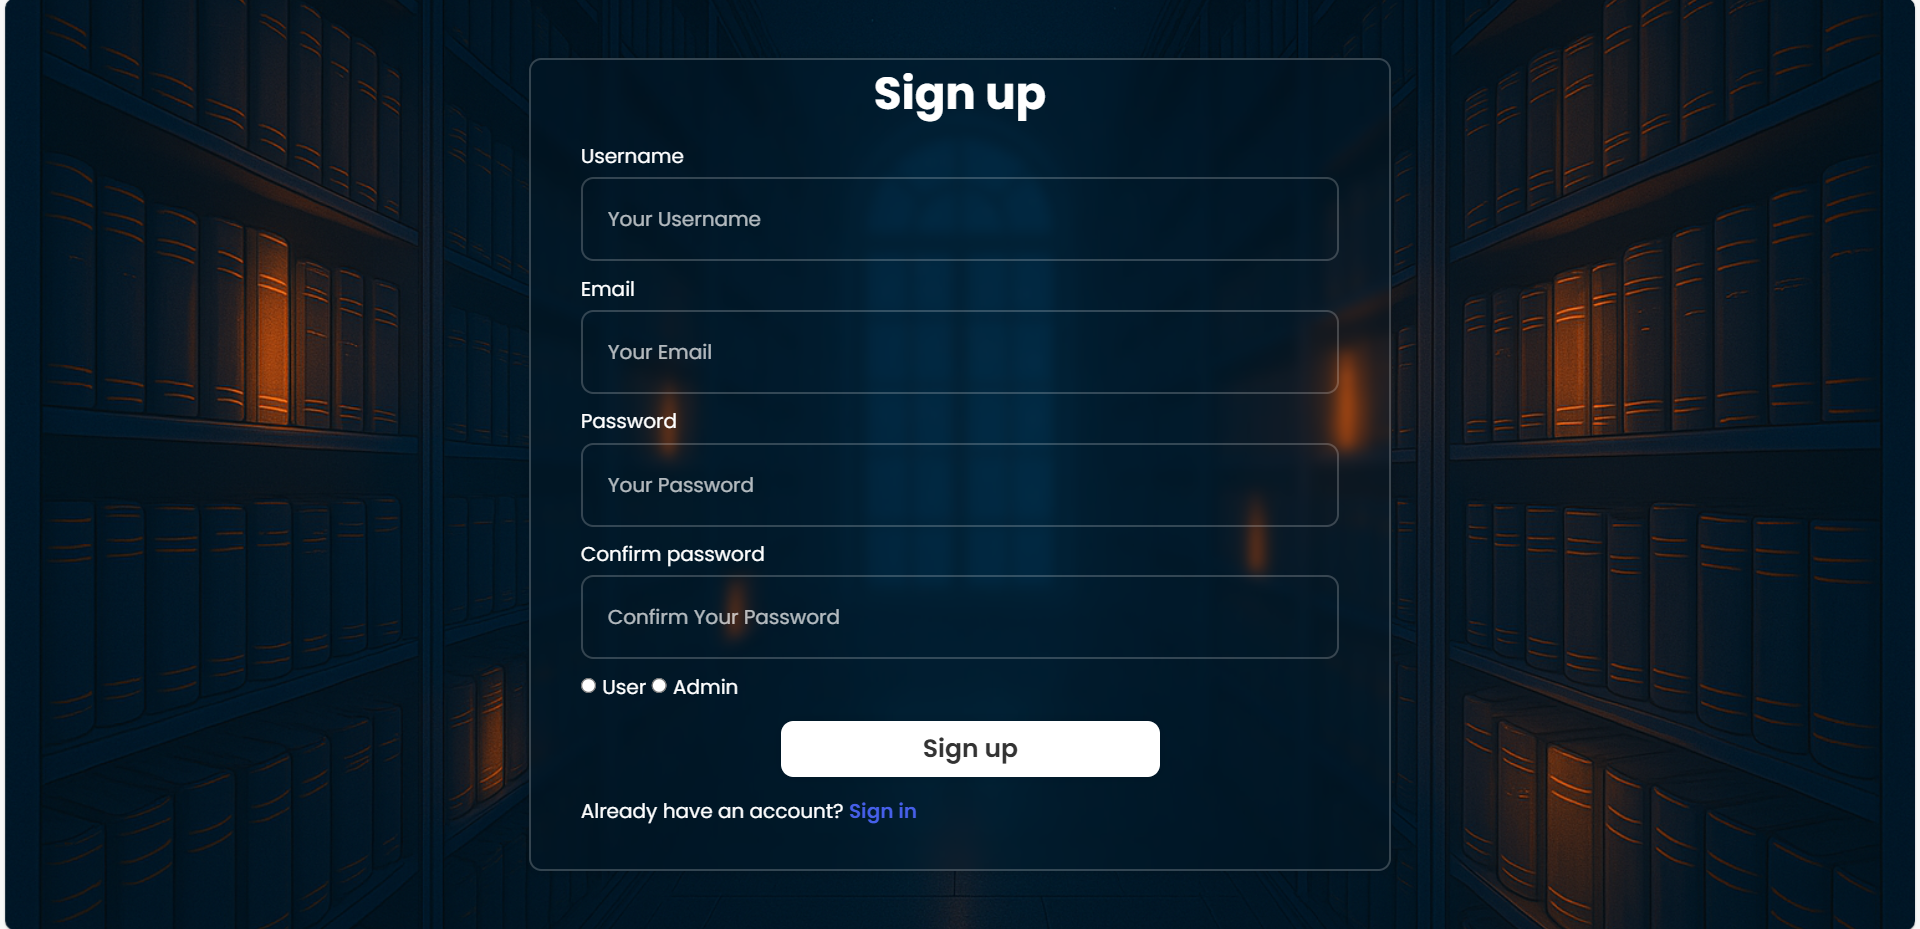 Sign up
Username
Your Username
Email
Your Email
Password
Your Password
Confirm password
Confirm Your Password
User Admin
Sign up
Already have an account? Sign in